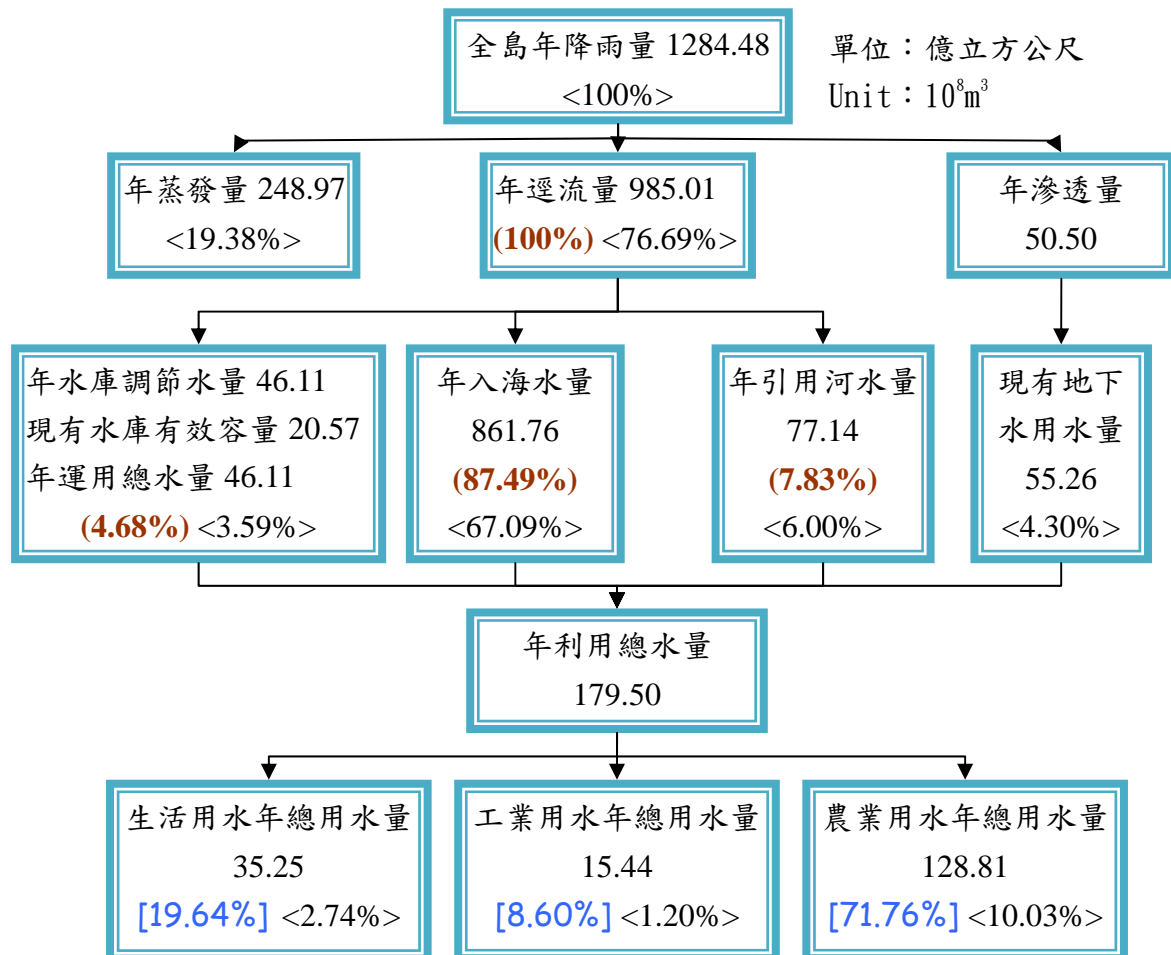 全島年降雨量 1284.48
<100%>
單位：億立方公尺
Unit：10⁸m³
年蒸發量 248.97
<19.38%>
年逕流量 985.01
(100%) <76.69%>
年滲透量
50.50
年水庫調節水量 46.11
現有水庫有效容量 20.57
年運用總水量 46.11
(4.68%) <3.59%>
年入海水量
861.76
(87.49%)
<67.09%>
年引用河水量
77.14
(7.83%)
<6.00%>
現有地下
水用水量
55.26
<4.30%>
年利用總水量
179.50
生活用水年總用水量
35.25
[19.64%] <2.74%>
工業用水年總用水量
15.44
[8.60%] <1.20%>
農業用水年總用水量
128.81
[71.76%] <10.03%>